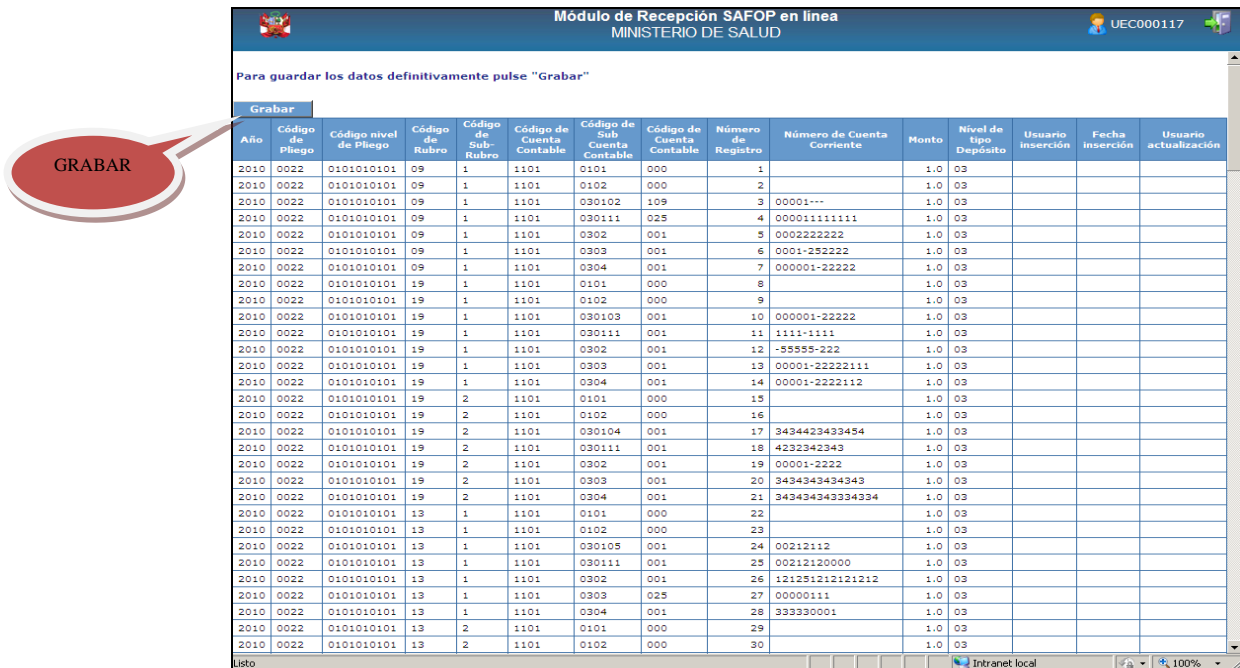 Módulo de Recepción SAFOP en línea
MINISTERIO DE SALUD
UEC000117
Para guardar los datos definitivamente pulse "Grabar"
Grabar
GRABAR
Año Código de Pliego Código nivel de Pliego Código de Rubro Código de Sub-Rubro Código de Cuenta Contable Código de Sub Cuenta Contable Código de Cuenta Contable Número de Registro Número de Cuenta Corriente Monto Nível de tipo Depósito Usuario inserción Fecha inserción Usuario actualización
2010 0022 0101010101 09 1 1101 0101 000 1 1.0 03
2010 0022 0101010101 09 1 1101 0102 000 2 1.0 03
2010 0022 0101010101 09 1 1101 030102 109 3 00001--- 1.0 03
2010 0022 0101010101 09 1 1101 030111 025 4 000011111111 1.0 03
2010 0022 0101010101 09 1 1101 0302 001 5 0002222222 1.0 03
2010 0022 0101010101 09 1 1101 0303 001 6 0001-252222 1.0 03
2010 0022 0101010101 09 1 1101 0304 001 7 000001-22222 1.0 03
2010 0022 0101010101 19 1 1101 0101 000 8 1.0 03
2010 0022 0101010101 19 1 1101 0102 000 9 1.0 03
2010 0022 0101010101 19 1 1101 030103 001 10 000001-22222 1.0 03
2010 0022 0101010101 19 1 1101 030111 001 11 1111-1111 1.0 03
2010 0022 0101010101 19 1 1101 0302 001 12 -55555-222 1.0 03
2010 0022 0101010101 19 1 1101 0303 001 13 00001-22222111 1.0 03
2010 0022 0101010101 19 1 1101 0304 001 14 00001-2222112 1.0 03
2010 0022 0101010101 19 2 1101 0101 000 15 1.0 03
2010 0022 0101010101 19 2 1101 0102 000 16 1.0 03
2010 0022 0101010101 19 2 1101 030104 001 17 3434423433454 1.0 03
2010 0022 0101010101 19 2 1101 030111 001 18 4232342343 1.0 03
2010 0022 0101010101 19 2 1101 0302 001 19 00001-2222 1.0 03
2010 0022 0101010101 19 2 1101 0303 001 20 3434343434343 1.0 03
2010 0022 0101010101 19 2 1101 0304 001 21 343434343334334 1.0 03
2010 0022 0101010101 13 1 1101 0101 000 22 1.0 03
2010 0022 0101010101 13 1 1101 0102 000 23 1.0 03
2010 0022 0101010101 13 1 1101 030105 001 24 00212112 1.0 03
2010 0022 0101010101 13 1 1101 030111 001 25 00212120000 1.0 03
2010 0022 0101010101 13 1 1101 0302 001 26 121251212121212 1.0 03
2010 0022 0101010101 13 1 1101 0303 025 27 00000111 1.0 03
2010 0022 0101010101 13 1 1101 0304 001 28 333330001 1.0 03
2010 0022 0101010101 13 2 1101 0101 000 29 1.0 03
2010 0022 0101010101 13 2 1101 0102 000 30 1.0 03
Listo Intranet local 100%